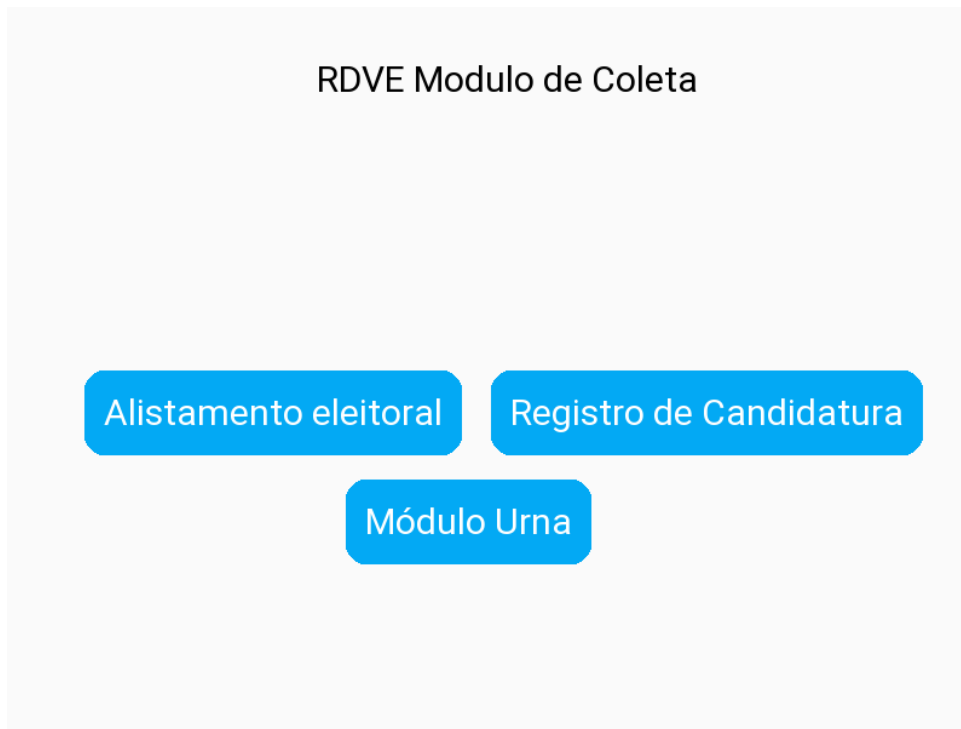 RDVE Modulo de Coleta
Alistamento eleitoral
Registro de Candidatura
Módulo Urna